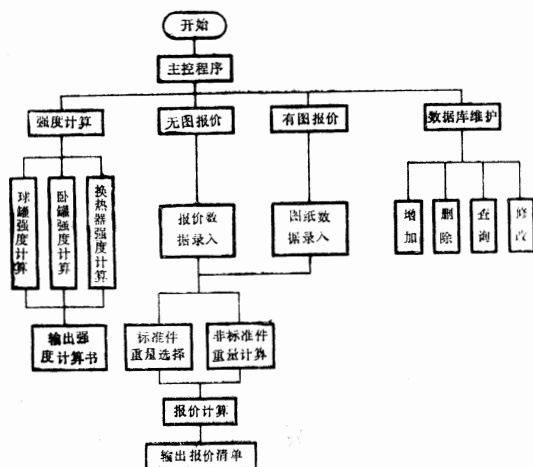 开始
主控程序
强度计算
无图报价
有图报价
数据库维护
球罐强度计算
卧罐强度计算
换热器强度计算
报价数
据录入
图纸数
据录入
增加
删除
查询
修改
输出强
度计算书
标准件
重量选择
非标准件
重量计算
报价计算
输出报价清单